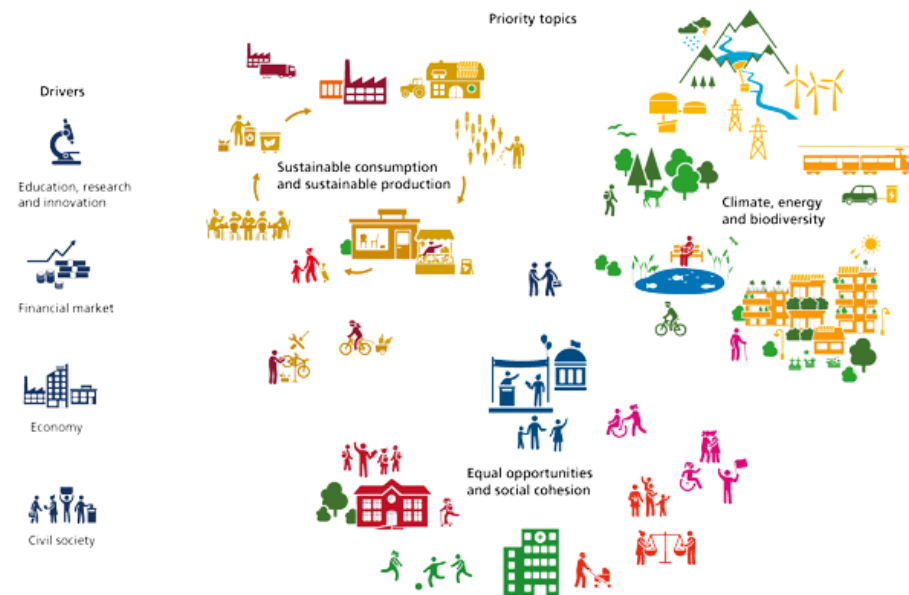 Priority topics
Drivers
Education, research
and innovation
Financial market
Economy
Civil society
Sustainable consumption
and sustainable production
Climate, energy
and biodiversity
Equal opportunities
and social cohesion